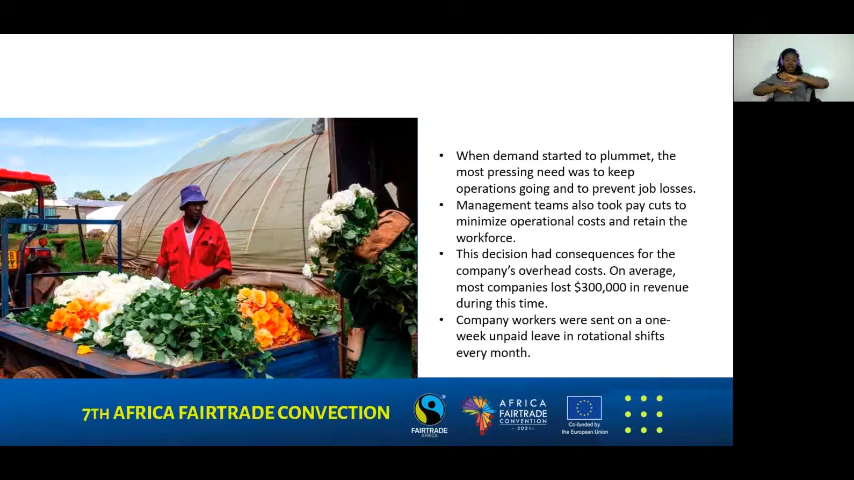 • When demand started to plummet, the
most pressing need was to keep
operations going and to prevent job losses.
• Management teams also took pay cuts to
minimize operational costs and retain the
workforce.
• This decision had consequences for the
company's overhead costs. On average,
most companies lost $300,000 in revenue
during this time.
• Company workers were sent on a one-
week unpaid leave in rotational shifts
every month.
7TH AFRICA FAIRTRADE CONVECTION
FAIRTRADE
AFRICA
AFRICA
FAIRTRADE
CONVENTION
- 2021 -
Co-funded by
the European Union